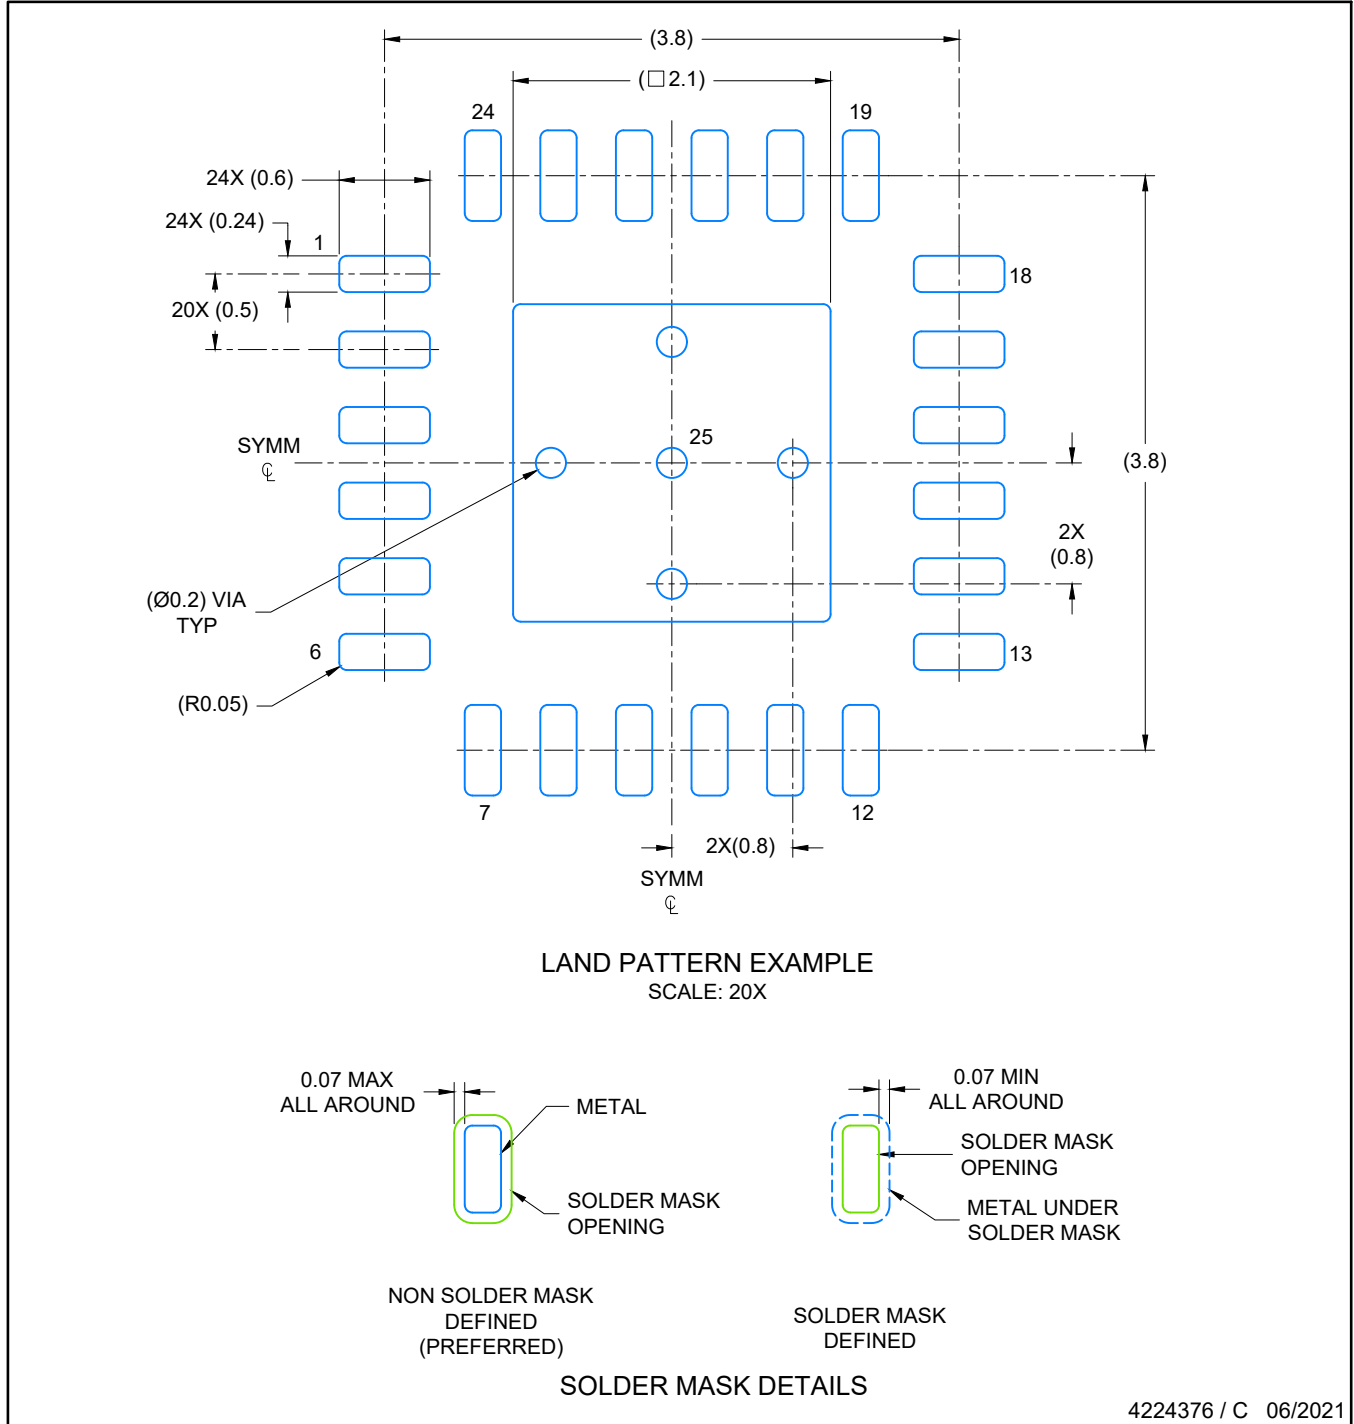 (3.8)
(□2.1)
24
19
24X (0.6)
24X (0.24)
1
18
20X (0.5)
SYMM
℄
25
(3.8)
2X
(0.8)
(Ø0.2) VIA
TYP
6
13
(R0.05)
7
12
2X(0.8)
SYMM
℄
LAND PATTERN EXAMPLE
SCALE: 20X
0.07 MAX
ALL AROUND
METAL
SOLDER MASK
OPENING
NON SOLDER MASK
DEFINED
(PREFERRED)
0.07 MIN
ALL AROUND
SOLDER MASK
OPENING
METAL UNDER
SOLDER MASK
SOLDER MASK
DEFINED
SOLDER MASK DETAILS
4224376 / C 06/2021